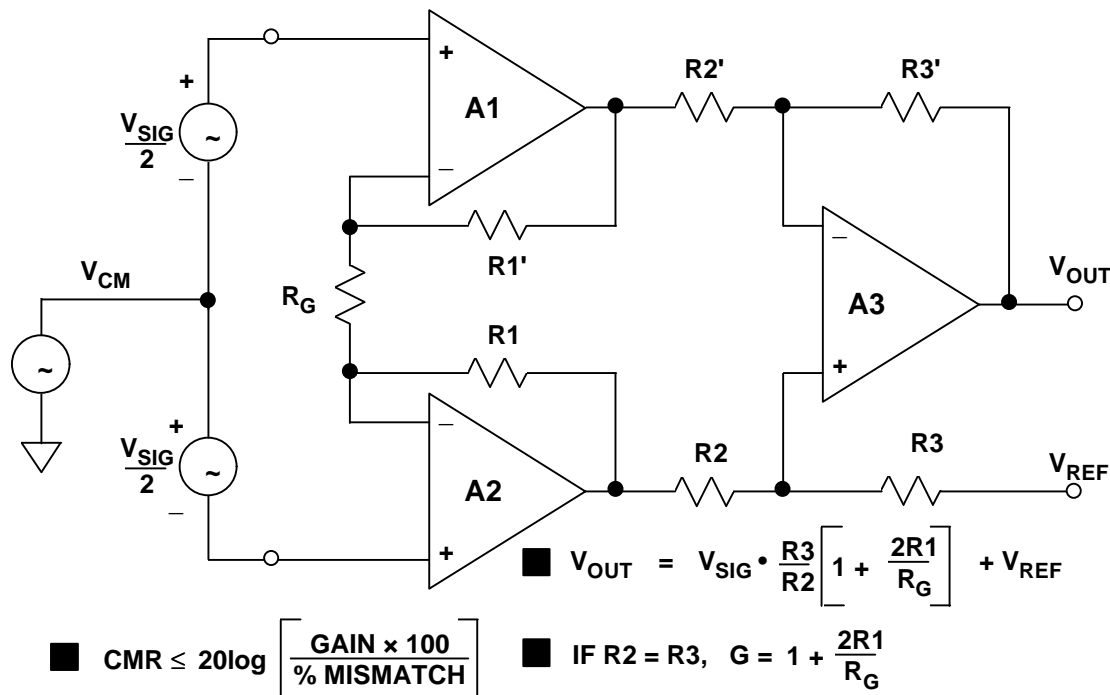 +
A1
−
R2'
R3'
+
V_SIG
2
~
−
R1'
−
A3
+
V_OUT
V_CM
R_G
~
R1
+
V_SIG
2
~
−
−
A2
+
R2
R3
V_REF
■ V_OUT = V_SIG • R3/R2 [1 + 2R1/R_G] + V_REF
■ CMR ≤ 20log [GAIN × 100 / % MISMATCH]
■ IF R2 = R3, G = 1 + 2R1/R_G